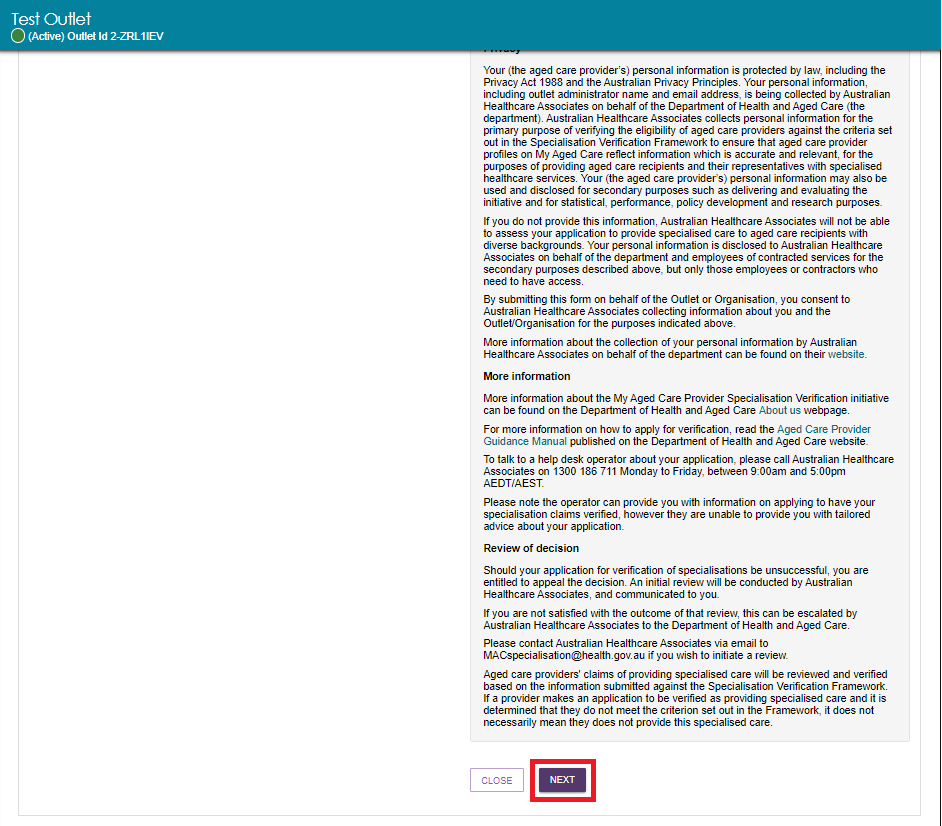 Test Outlet
(Active) Outlet Id 2-ZRL1IEV
Privacy
Your (the aged care provider's) personal information is protected by law, including the
Privacy Act 1988 and the Australian Privacy Principles. Your personal information,
including outlet administrator name and email address, is being collected by Australian
Healthcare Associates on behalf of the Department of Health and Aged Care (the
department). Australian Healthcare Associates collects personal information for the
primary purpose of verifying the eligibility of aged care providers against the criteria set
out in the Specialisation Verification Framework to ensure that aged care provider
profiles on My Aged Care reflect information which is accurate and relevant, for the
purposes of providing aged care recipients and their representatives with specialised
healthcare services. Your (the aged care provider's) personal information may also be
used and disclosed for secondary purposes such as delivering and evaluating the
initiative and for statistical, performance, policy development and research purposes.
If you do not provide this information, Australian Healthcare Associates will not be able
to assess your application to provide specialised care to aged care recipients with
diverse backgrounds. Your personal information is disclosed to Australian Healthcare
Associates on behalf of the department and employees of contracted services for the
secondary purposes described above, but only those employees or contractors who
need to have access.
By submitting this form on behalf of the Outlet or Organisation, you consent to
Australian Healthcare Associates collecting information about you and the
Outlet/Organisation for the purposes indicated above.
More information about the collection of your personal information by Australian
Healthcare Associates on behalf of the department can be found on their website.
More information
More information about the My Aged Care Provider Specialisation Verification initiative
can be found on the Department of Health and Aged Care About us webpage.
For more information on how to apply for verification, read the Aged Care Provider
Guidance Manual published on the Department of Health and Aged Care website.
To talk to a help desk operator about your application, please call Australian Healthcare
Associates on 1300 186 711 Monday to Friday, between 9:00am and 5:00pm
AEDT/AEST.
Please note the operator can provide you with information on applying to have your
specialisation claims verified, however they are unable to provide you with tailored
advice about your application.
Review of decision
Should your application for verification of specialisations be unsuccessful, you are
entitled to appeal the decision. An initial review will be conducted by Australian
Healthcare Associates, and communicated to you.
If you are not satisfied with the outcome of that review, this can be escalated by
Australian Healthcare Associates to the Department of Health and Aged Care.
Please contact Australian Healthcare Associates via email to
MACspecialisation@health.gov.au if you wish to initiate a review.
Aged care providers' claims of providing specialised care will be reviewed and verified
based on the information submitted against the Specialisation Verification Framework.
If a provider makes an application to be verified as providing specialised care and it is
determined that they do not meet the criterion set out in the Framework, it does not
necessarily mean they does not provide this specialised care.
CLOSE
NEXT